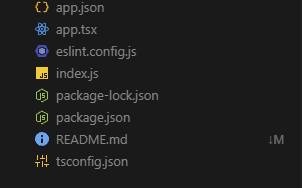 app.json
app.tsx
eslint.config.js
index.js
package-lock.json
package.json
README.md ↓M
tsconfig.json